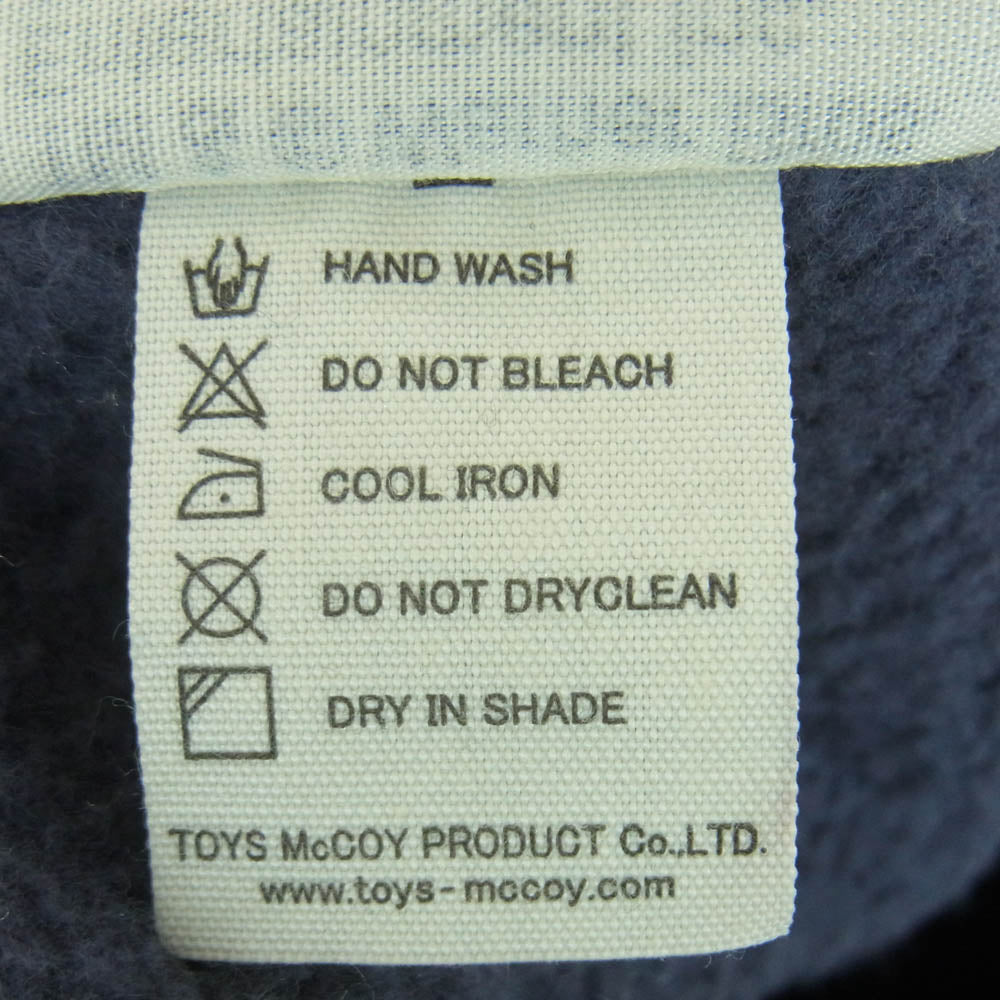 HAND WASH
DO NOT BLEACH
COOL IRON
DO NOT DRYCLEAN
DRY IN SHADE
TOYS McCOY PRODUCT Co.,LTD.
www.toys-mccoy.com